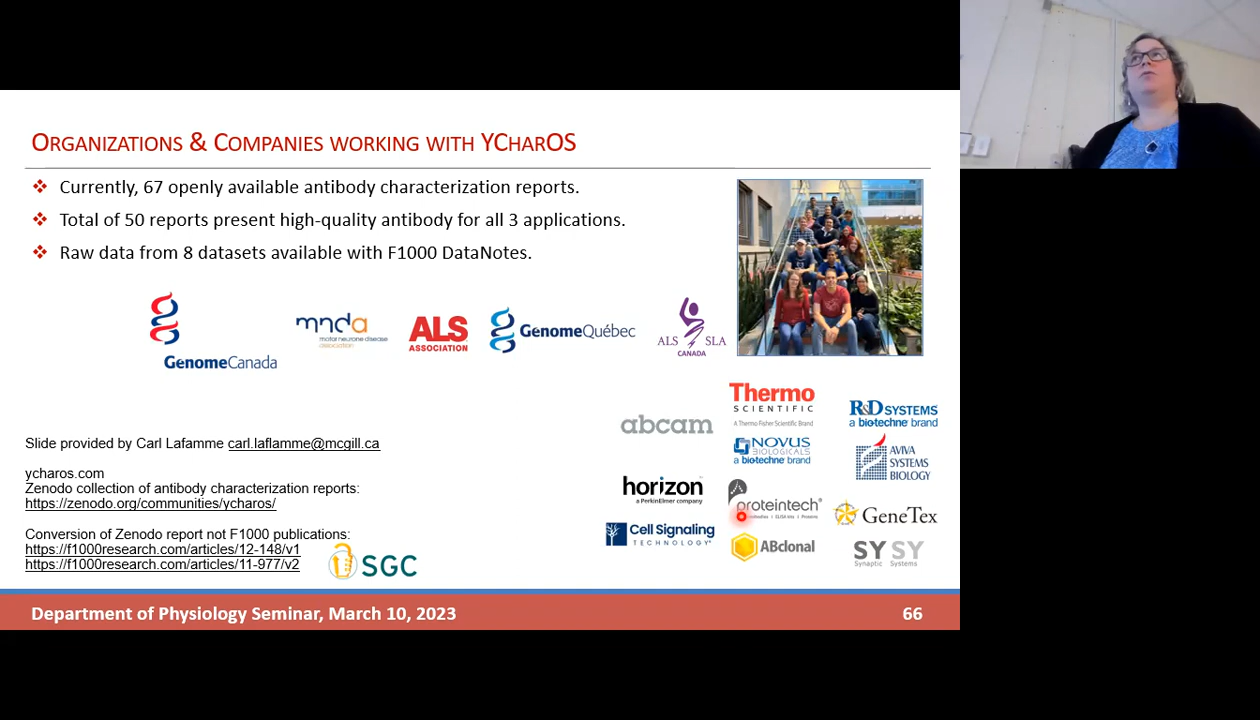 ORGANIZATIONS & COMPANIES WORKING WITH YCHAROS
Currently, 67 openly available antibody characterization reports.
Total of 50 reports present high-quality antibody for all 3 applications.
Raw data from 8 datasets available with F1000 DataNotes.
GenomeCanada
mnda
motor neurone disease
association
ALS
ASSOCIATION
GenomeQuébec
ALS SLA
CANADA
abcam
Thermo
SCIENTIFIC
A Thermo Fisher Scientific Brand
R&D SYSTEMS
a biotechne brand
NOVUS
BIOLOGICALS
a biotechne brand
AVIVA
SYSTEMS
BIOLOGY
horizon
a PerkinElmer company
proteintech®
GeneTex
Cell Signaling
TECHNOLOGY®
ABclonal
SYSY
Synaptic Systems
Slide provided by Carl Lafamme carl.laflamme@mcgill.ca
ycharos.com
Zenodo collection of antibody characterization reports:
https://zenodo.org/communities/ycharos/
Conversion of Zenodo report not F1000 publications:
https://f1000research.com/articles/12-148/v1
https://f1000research.com/articles/11-977/v2
SGC
Department of Physiology Seminar, March 10, 2023
66